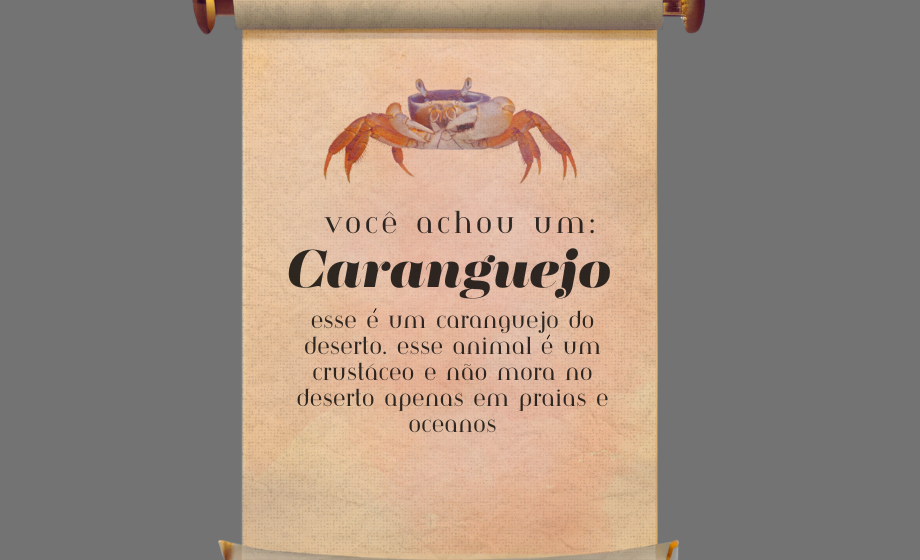 você achou um:
Caranguejo
esse é um caranguejo do
deserto. esse animal é um
crustáceo e não mora no
deserto apenas em praias e
oceanos